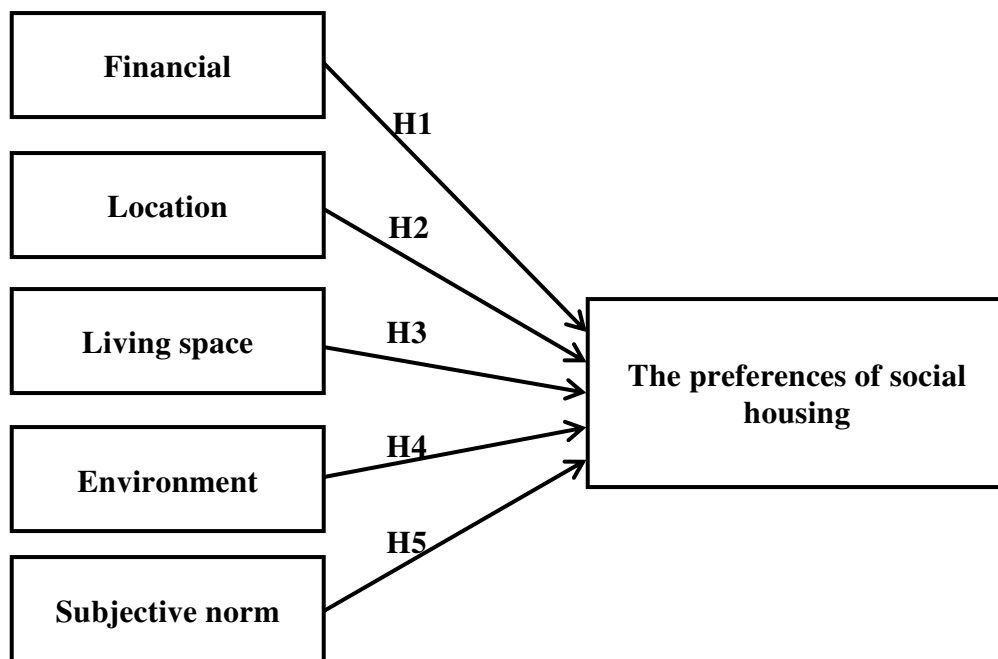 Financial
H1
Location
H2
Living space
H3
The preferences of social
housing
Environment
H4
Subjective norm
H5